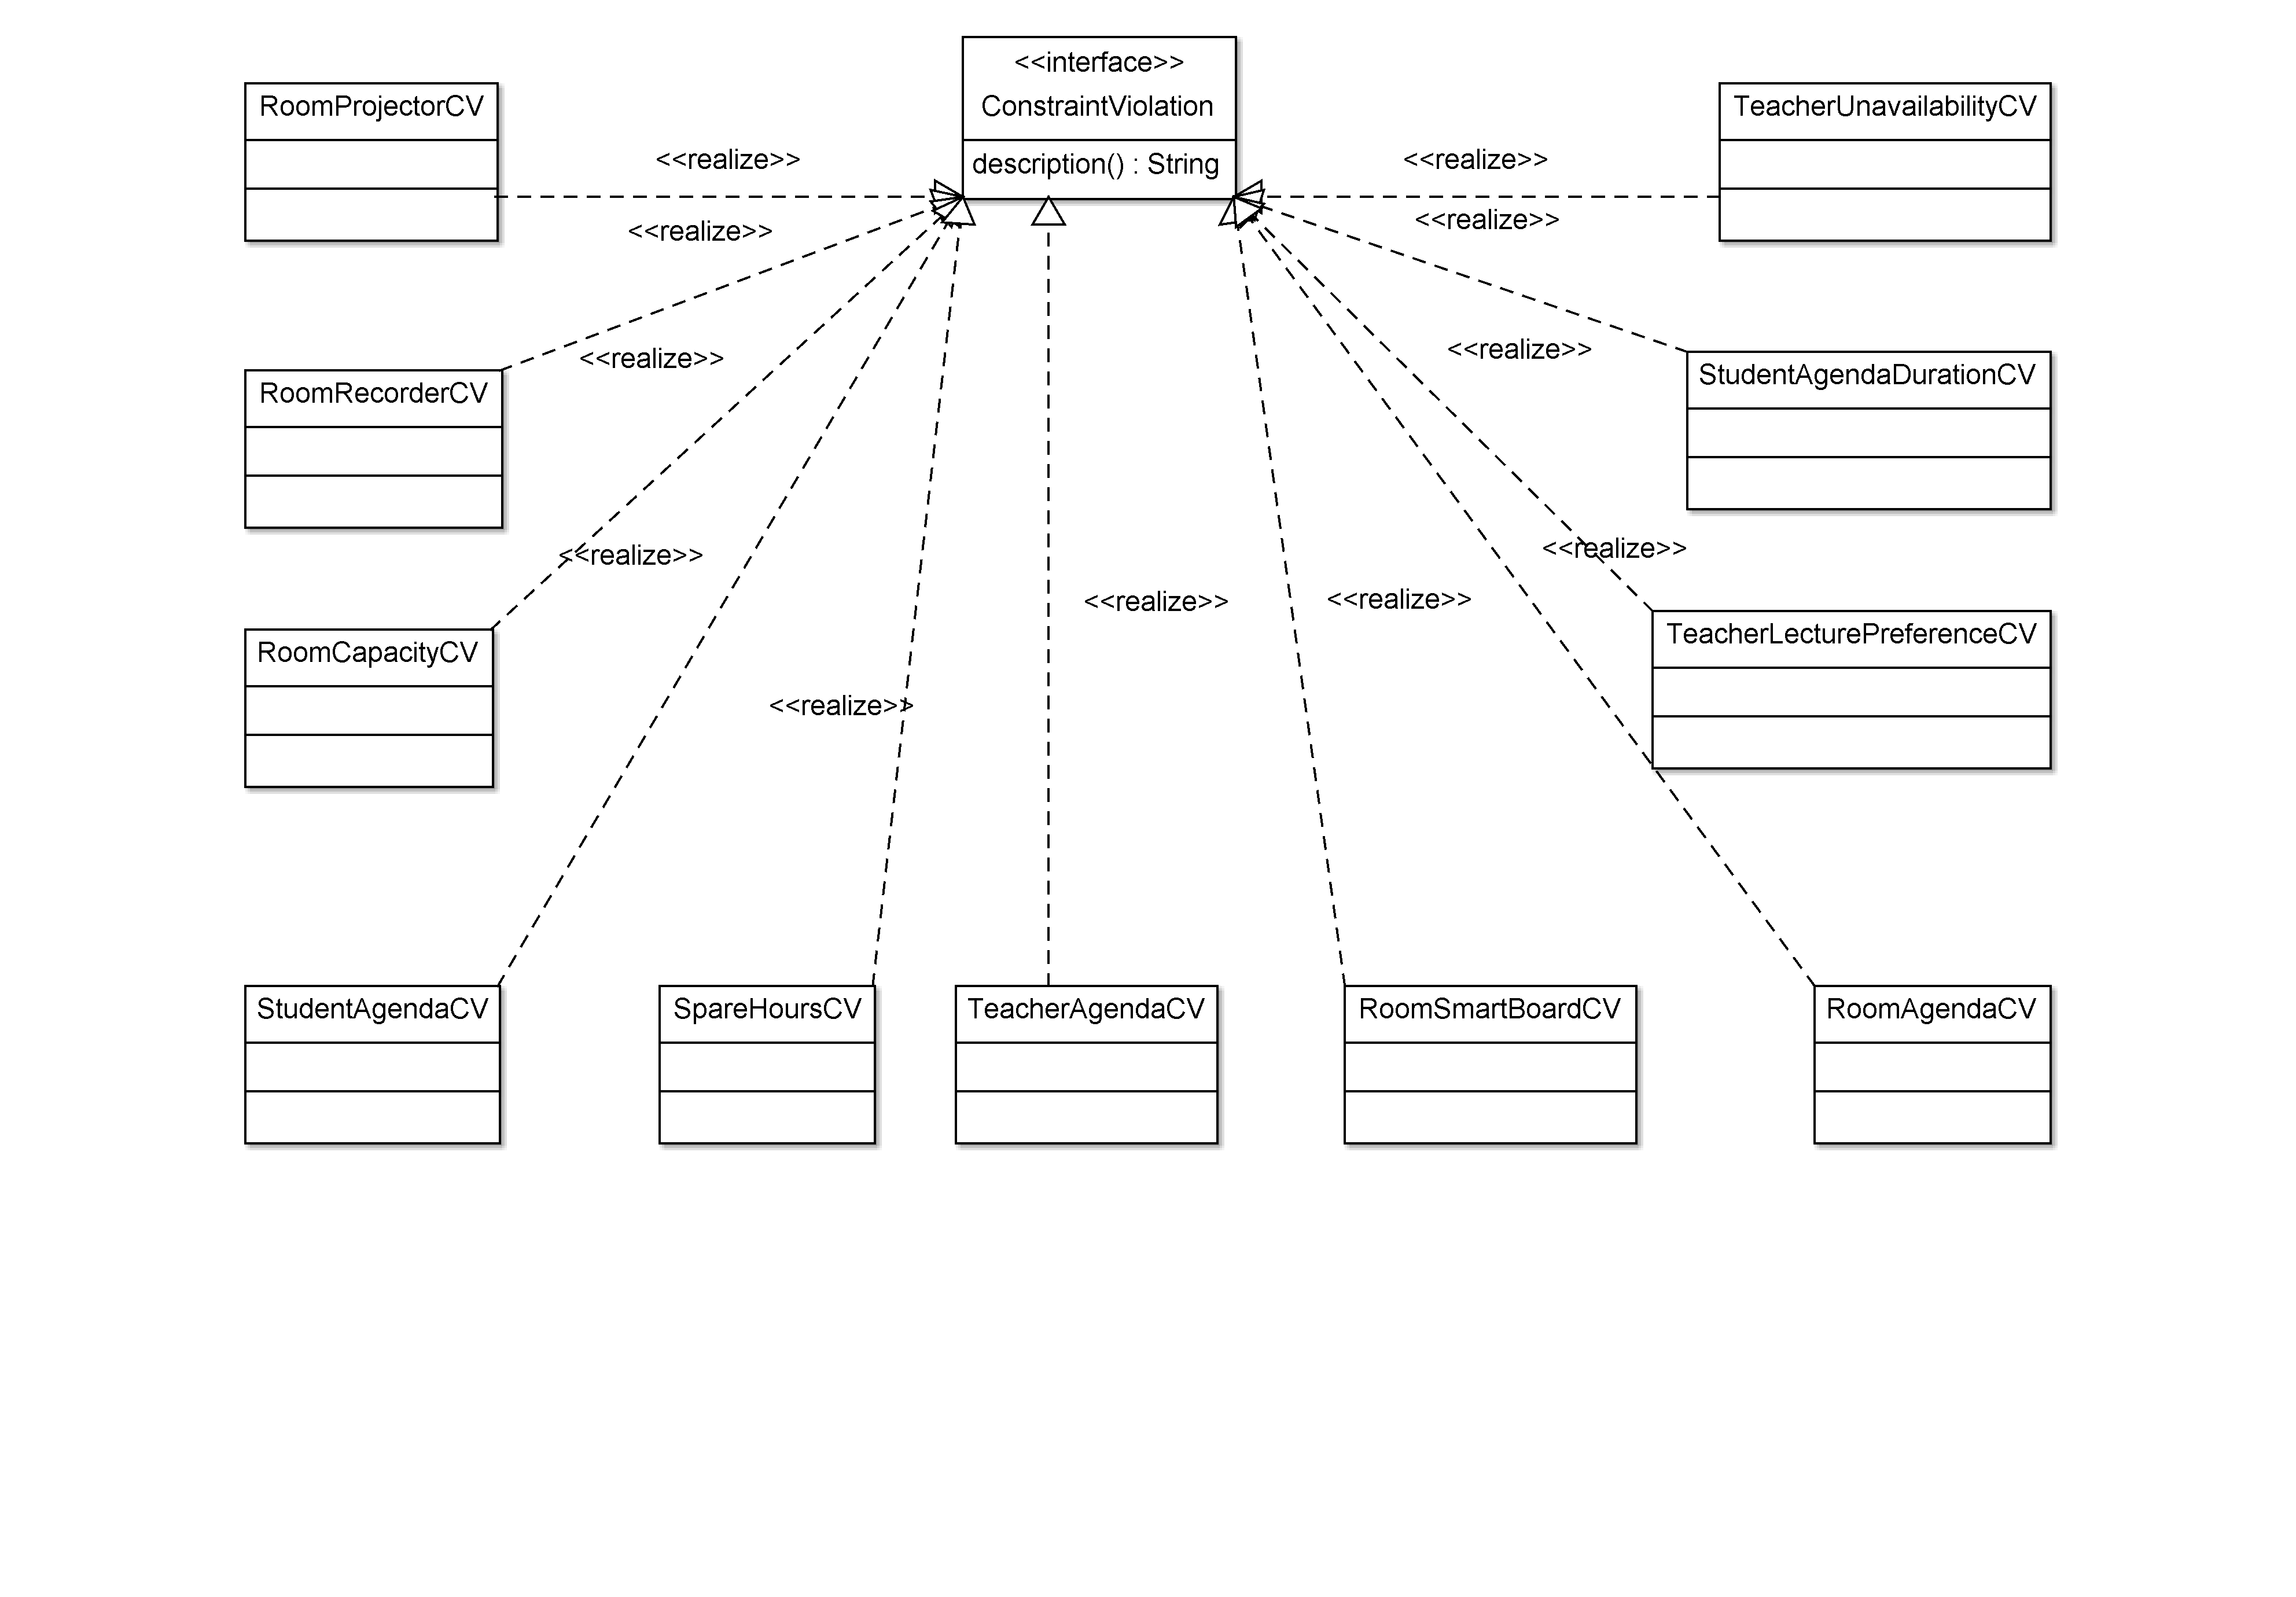 <<interface>>
ConstraintViolation
description() : String
RoomProjectorCV
TeacherUnavailabilityCV
<<realize>>
<<realize>>
<<realize>>
<<realize>>
<<realize>>
<<realize>>
RoomRecorderCV
StudentAgendaDurationCV
<<realize>>
<<realize>>
<<realize>>
<<realize>>
RoomCapacityCV
TeacherLecturePreferenceCV
<<realize>>
StudentAgendaCV
SpareHoursCV
TeacherAgendaCV
RoomSmartBoardCV
RoomAgendaCV